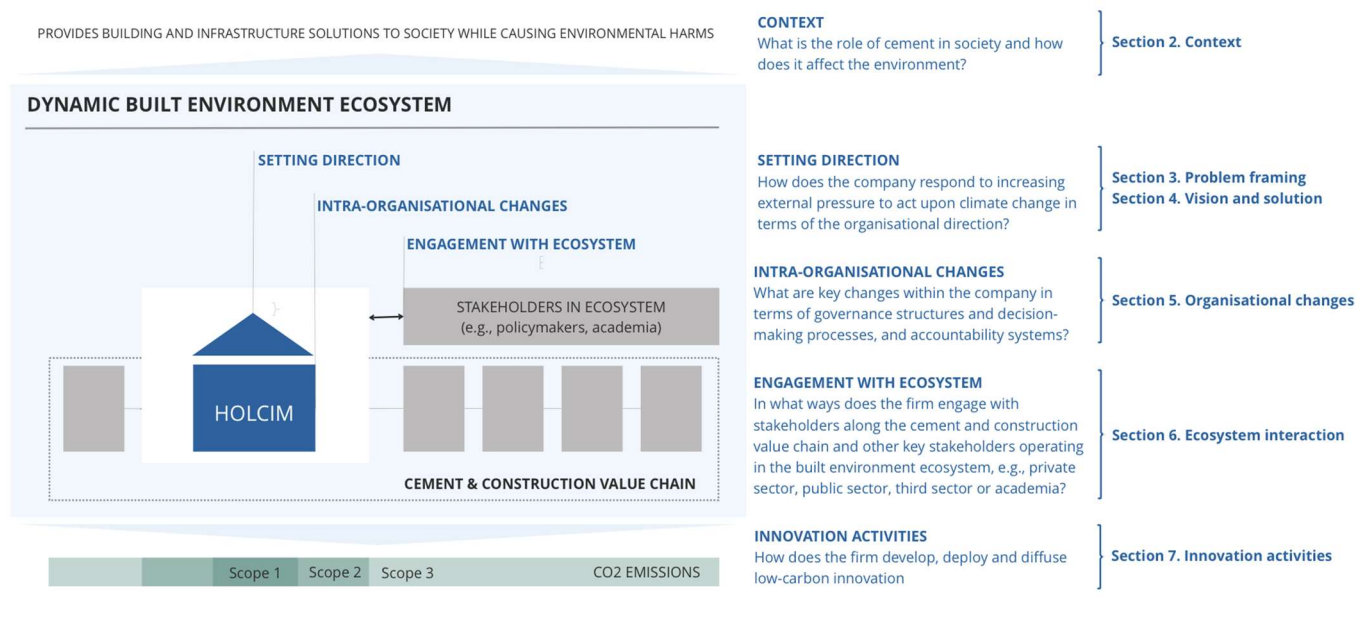 PROVIDES BUILDING AND INFRASTRUCTURE SOLUTIONS TO SOCIETY WHILE CAUSING ENVIRONMENTAL HARMS
DYNAMIC BUILT ENVIRONMENT ECOSYSTEM
SETTING DIRECTION
INTRA-ORGANISATIONAL CHANGES
ENGAGEMENT WITH ECOSYSTEM
STAKEHOLDERS IN ECOSYSTEM
(e.g., policymakers, academia)
HOLCIM
CEMENT & CONSTRUCTION VALUE CHAIN
Scope 1
Scope 2
Scope 3
CO2 EMISSIONS
CONTEXT
What is the role of cement in society and how
does it affect the environment?
Section 2. Context
SETTING DIRECTION
How does the company respond to increasing
external pressure to act upon climate change in
terms of the organisational direction?
Section 3. Problem framing
Section 4. Vision and solution
INTRA-ORGANISATIONAL CHANGES
What are key changes within the company in
terms of governance structures and decision-
making processes, and accountability systems?
Section 5. Organisational changes
ENGAGEMENT WITH ECOSYSTEM
In what ways does the firm engage with
stakeholders along the cement and construction
value chain and other key stakeholders operating
in the built environment ecosystem, e.g., private
sector, public sector, third sector or academia?
Section 6. Ecosystem interaction
INNOVATION ACTIVITIES
How does the firm develop, deploy and diffuse
low-carbon innovation
Section 7. Innovation activities